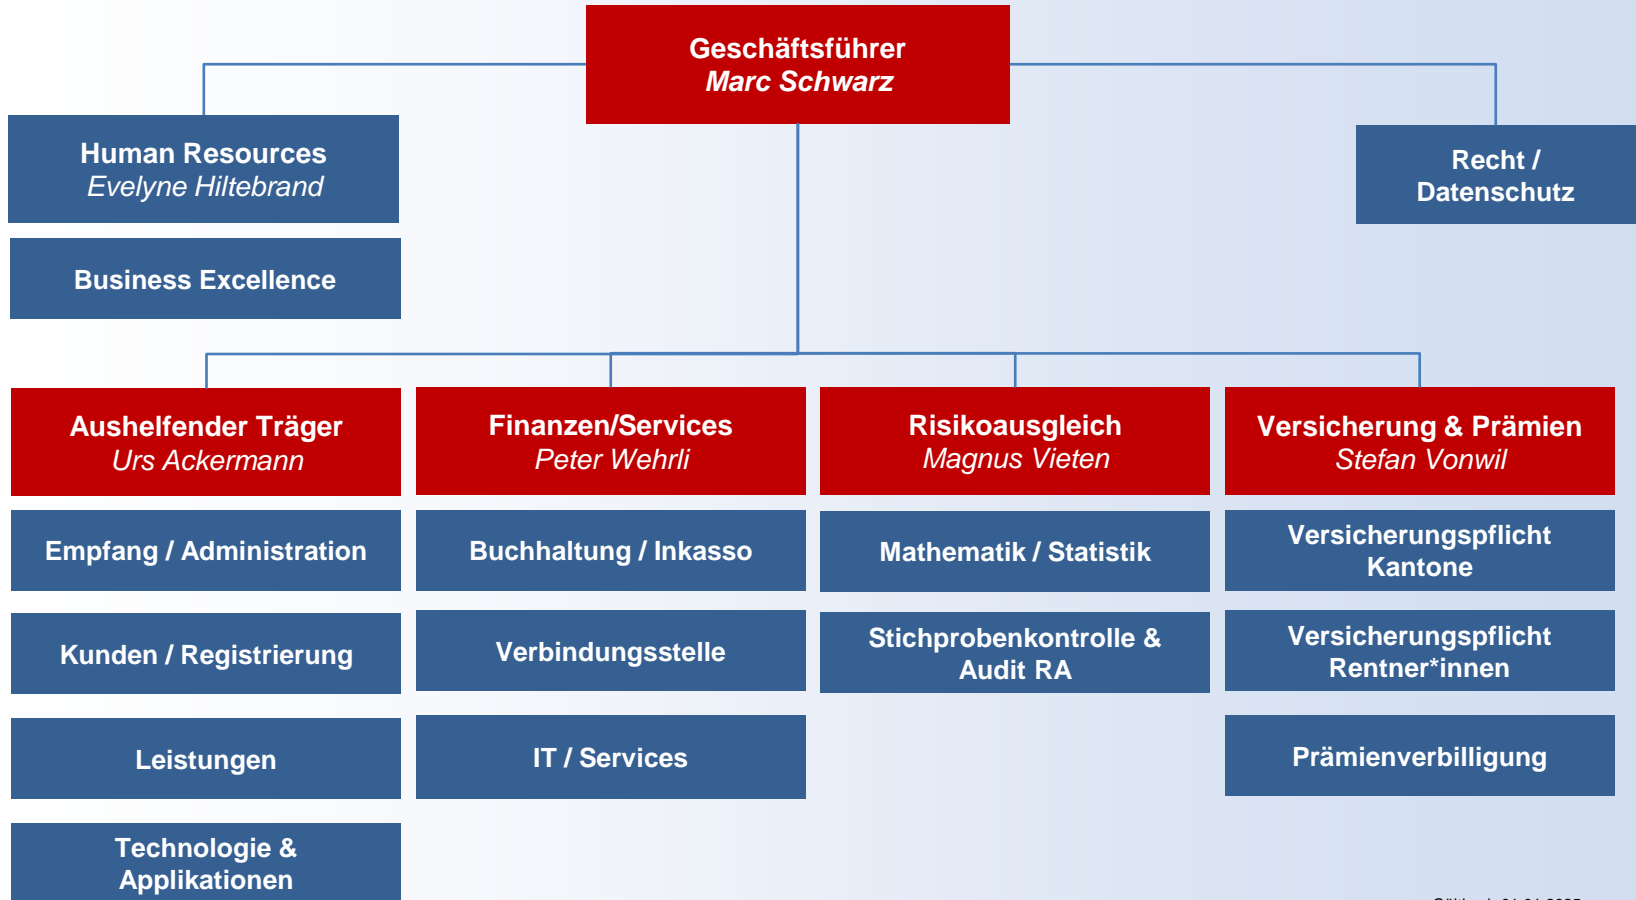 Geschäftsführer
Marc Schwarz
Human Resources
Evelyne Hiltebrand
Recht /
Datenschutz
Business Excellence
Aushelfender Träger
Urs Ackermann
Finanzen/Services
Peter Wehrli
Risikoausgleich
Magnus Vieten
Versicherung & Prämien
Stefan Vonwil
Empfang / Administration
Buchhaltung / Inkasso
Mathematik / Statistik
Versicherungspflicht
Kantone
Kunden / Registrierung
Verbindungsstelle
Stichprobenkontrolle &
Audit RA
Versicherungspflicht
Rentner*innen
Leistungen
IT / Services
Prämienverbilligung
Technologie &
Applikationen